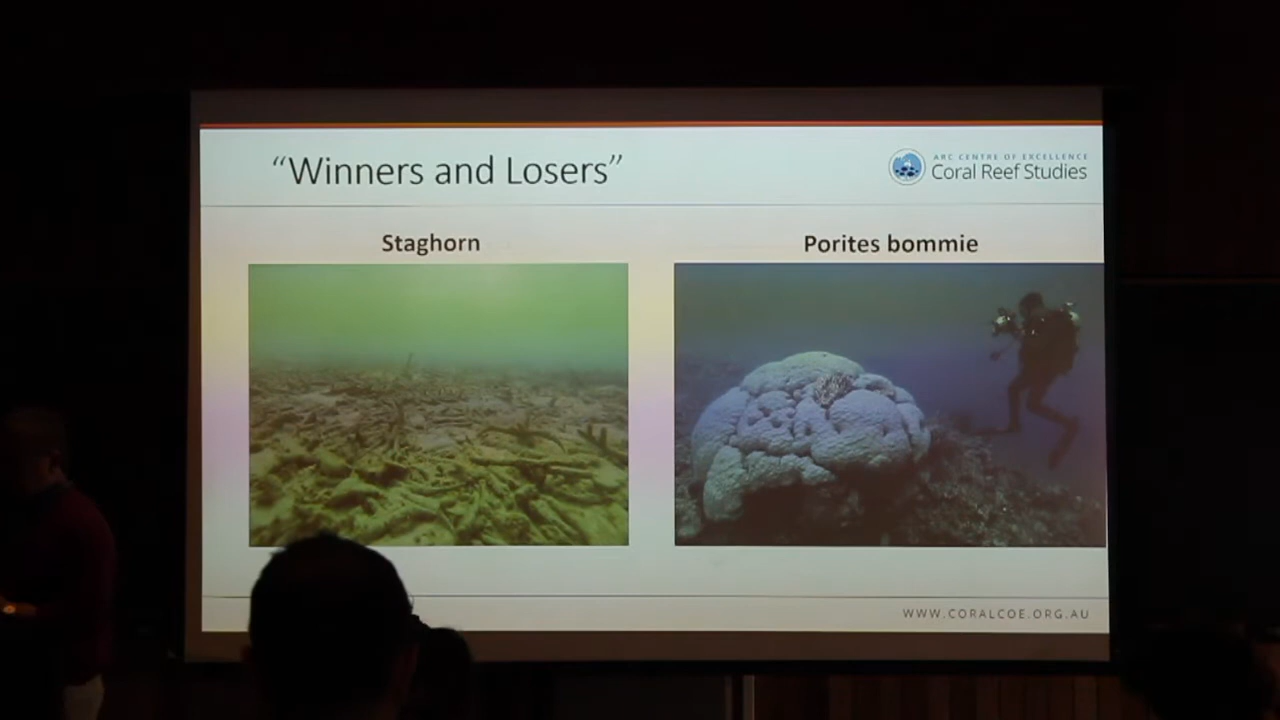 “Winners and Losers”
ARC CENTRE OF EXCELLENCE
Coral Reef Studies
Staghorn
Porites bommie
WWW.CORALCOE.ORG.AU